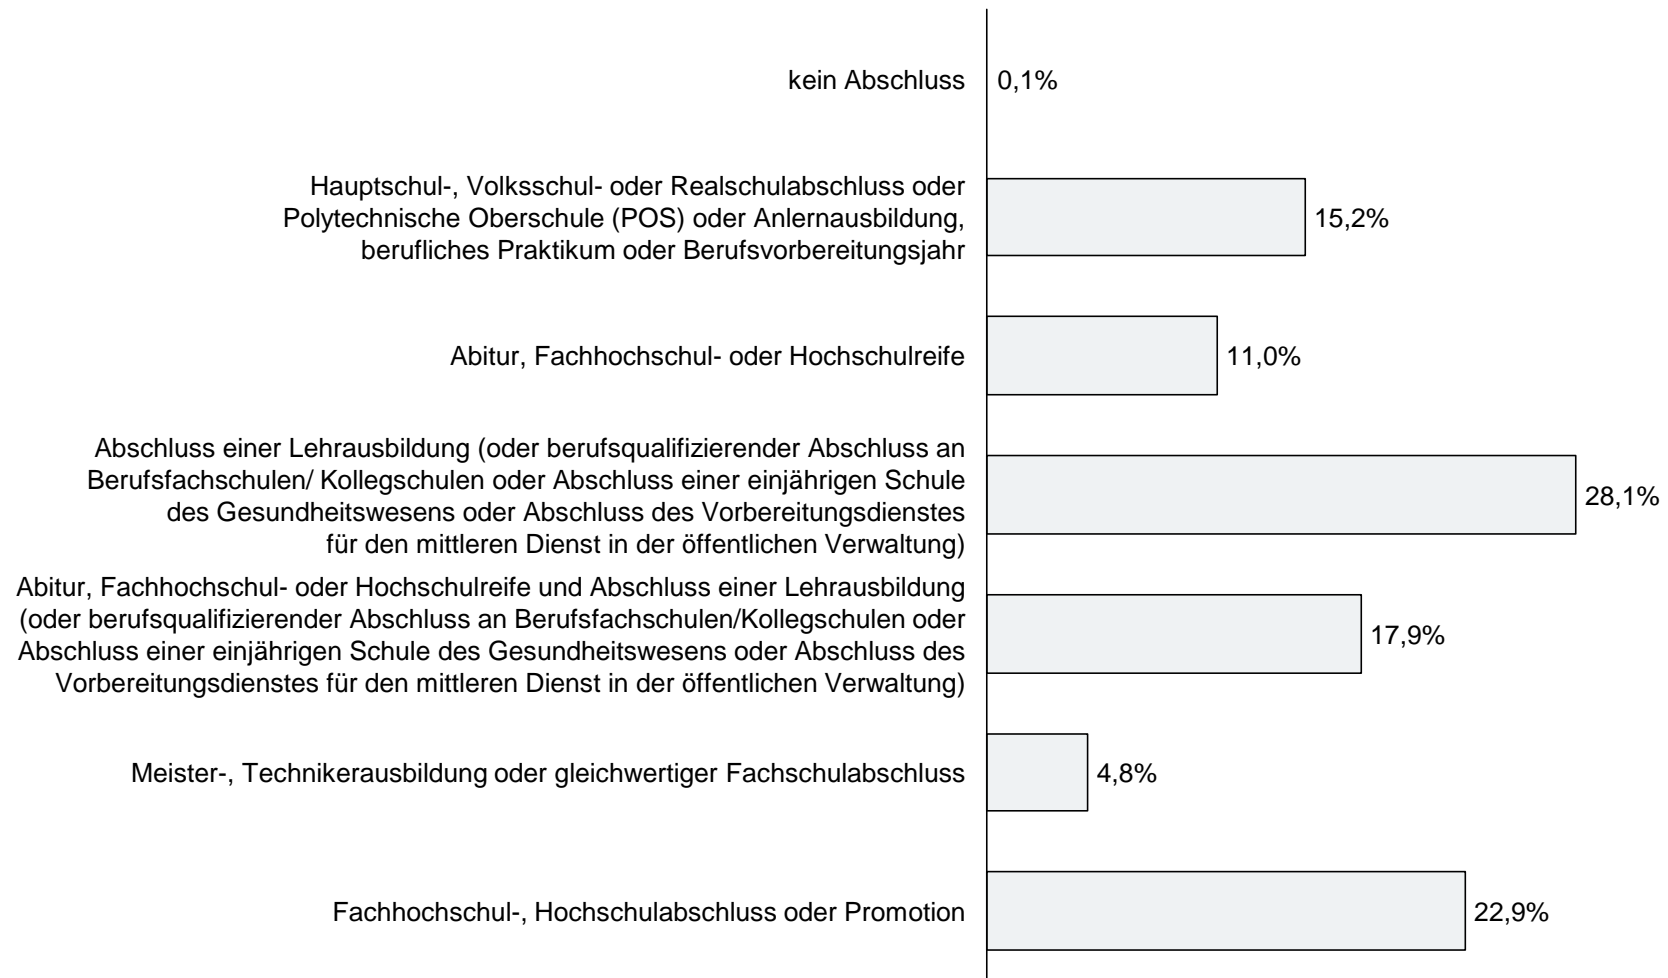 kein Abschluss
0,1%
Hauptschul-, Volksschul- oder Realschulabschluss oder
Polytechnische Oberschule (POS) oder Anlernausbildung,
berufliches Praktikum oder Berufsvorbereitungsjahr
15,2%
Abitur, Fachhochschul- oder Hochschulreife
11,0%
Abschluss einer Lehrausbildung (oder berufsqualifizierender Abschluss an
Berufsfachschulen/ Kollegschulen oder Abschluss einer einjährigen Schule
des Gesundheitswesens oder Abschluss des Vorbereitungsdienstes
für den mittleren Dienst in der öffentlichen Verwaltung)
28,1%
Abitur, Fachhochschul- oder Hochschulreife und Abschluss einer Lehrausbildung
(oder berufsqualifizierender Abschluss an Berufsfachschulen/Kollegschulen oder
Abschluss einer einjährigen Schule des Gesundheitswesens oder Abschluss des
Vorbereitungsdienstes für den mittleren Dienst in der öffentlichen Verwaltung)
17,9%
Meister-, Technikerausbildung oder gleichwertiger Fachschulabschluss
4,8%
Fachhochschul-, Hochschulabschluss oder Promotion
22,9%